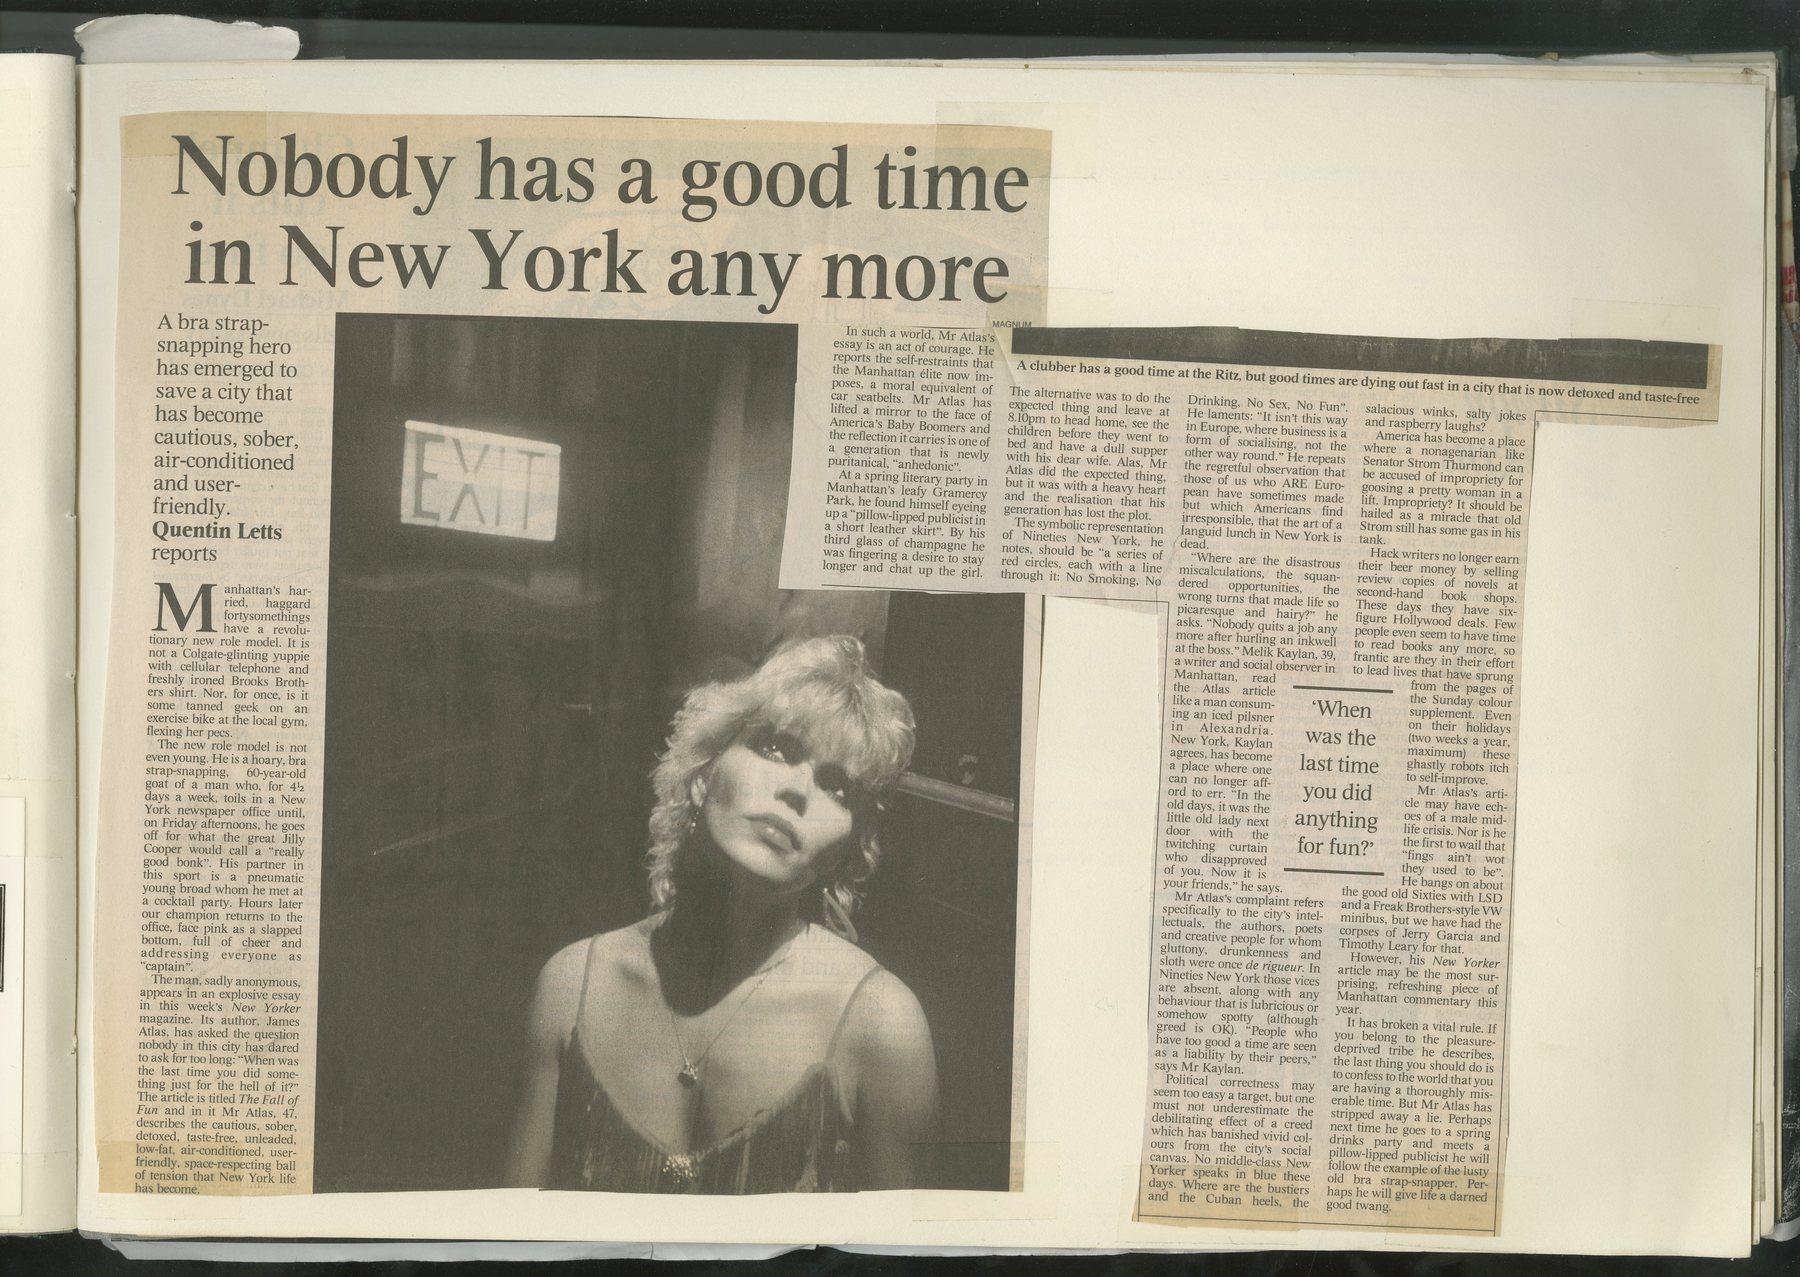 Nobody has a good time
in New York any more
A bra strap-
snapping hero
has emerged to
save a city that
has become
cautious, sober,
air-conditioned
and user-
friendly.
Quentin Letts
reports
Manhattan's har-
ried, haggard
fortysomethings
have a revolu-
tionary new role model. It is
not a Colgate-glinting yuppie
with cellular telephone and
freshly ironed Brooks Broth-
ers shirt. Nor, for once, is it
some tanned geek on an
exercise bike at the local gym,
flexing her pecs.
The new role model is not
even young. He is a hoary, bra
strap-snapping, 60-year-old
goat of a man who, for 4½
days a week, toils in a New
York newspaper office until,
on Friday afternoons, he goes
off for what the great Jilly
Cooper would call a "really
good bonk". His partner in
this sport is a pneumatic
young broad whom he met at
a cocktail party. Hours later
our champion returns to the
office, face pink as a slapped
bottom, full of cheer and
addressing everyone as
"captain".
The man, sadly anonymous,
appears in an explosive essay
in this week's New Yorker
magazine. Its author, James
Atlas, has asked the question
nobody in this city has dared
to ask for too long: "When was
the last time you did some-
thing just for the hell of it?"
The article is titled The Fall of
Fun and in it Mr Atlas, 47,
describes the cautious, sober,
detoxed, taste-free, unleaded,
low-fat, air-conditioned, user-
friendly, space-respecting ball
of tension that New York life
has become.
EXIT
In such a world, Mr Atlas's
essay is an act of courage. He
reports the self-restraints that
the Manhattan élite now im-
poses, a moral equivalent of
car seatbelts. Mr Atlas has
lifted a mirror to the face of
America's Baby Boomers and
the reflection it carries is one of
a generation that is newly
puritanical, "anhedonic".
At a spring literary party in
Manhattan's leafy Gramercy
Park, he found himself eyeing
up a "pillow-lipped publicist in
a short leather skirt". By his
third glass of champagne he
was fingering a desire to stay
longer and chat up the girl.
MAGNUM
A clubber has a good time at the Ritz, but good times are dying out fast in a city that is now detoxed and taste-free
The alternative was to do the
expected thing and leave at
8.10pm to head home, see the
children before they went to
bed and have a dull supper
with his dear wife. Alas, Mr
Atlas did the expected thing,
but it was with a heavy heart
and the realisation that his
generation has lost the plot.
The symbolic representation
of Nineties New York, he
notes, should be "a series of
red circles, each with a line
through it: No Smoking, No
Drinking, No Sex, No Fun".
He laments: "It isn't this way
in Europe, where business is a
form of socialising, not the
other way round." He repeats
the regretful observation that
those of us who ARE Euro-
pean have sometimes made
but which Americans find
irresponsible, that the art of a
languid lunch in New York is
dead.
"Where are the disastrous
miscalculations, the squan-
dered opportunities, the
wrong turns that made life so
picaresque and hairy?" he
asks. "Nobody quits a job any
more after hurling an inkwell
at the boss." Melik Kaylan, 39,
a writer and social observer in
Manhattan, read
the Atlas article
like a man consum-
ing an iced pilsner
in Alexandria.
New York, Kaylan
agrees, has become
a place where one
can no longer aff-
ord to err. "In the
old days, it was the
little old lady next
door with the
twitching curtain
who disapproved
of you. Now it is
your friends," he says.
Mr Atlas's complaint refers
specifically to the city's intel-
lectuals, the authors, poets
and creative people for whom
gluttony, drunkenness and
sloth were once de rigueur. In
Nineties New York those vices
are absent, along with any
behaviour that is lubricious or
somehow spotty (although
greed is OK). "People who
have too good a time are seen
as a liability by their peers,"
says Mr Kaylan.
Political correctness may
seem too easy a target, but one
must not underestimate the
debilitating effect of a creed
which has banished vivid col-
ours from the city's social
canvas. No middle-class New
Yorker speaks in blue these
days. Where are the bustiers
and the Cuban heels, the
'When
was the
last time
you did
anything
for fun?'
salacious winks, salty jokes
and raspberry laughs?
America has become a place
where a nonagenarian like
Senator Strom Thurmond can
be accused of impropriety for
goosing a pretty woman in a
lift. Impropriety? It should be
hailed as a miracle that old
Strom still has some gas in his
tank.
Hack writers no longer earn
their beer money by selling
review copies of novels at
second-hand book shops.
These days they have six-
figure Hollywood deals. Few
people even seem to have time
to read books any more, so
frantic are they in their effort
to lead lives that have sprung
from the pages of
the Sunday colour
supplement. Even
on their holidays
(two weeks a year,
maximum) these
ghastly robots itch
to self-improve.
Mr Atlas's arti-
cle may have ech-
oes of a male mid-
life crisis. Nor is he
the first to wail that
"fings ain't wot
they used to be".
He bangs on about
the good old Sixties with LSD
and a Freak Brothers-style VW
minibus, but we have had the
corpses of Jerry Garcia and
Timothy Leary for that.
However, his New Yorker
article may be the most sur-
prising, refreshing piece of
Manhattan commentary this
year.
It has broken a vital rule. If
you belong to the pleasure-
deprived tribe he describes,
the last thing you should do is
to confess to the world that you
are having a thoroughly mis-
erable time. But Mr Atlas has
stripped away a lie. Perhaps
next time he goes to a spring
drinks party and meets a
pillow-lipped publicist he will
follow the example of the lusty
old bra strap-snapper. Per-
haps he will give life a darned
good twang.